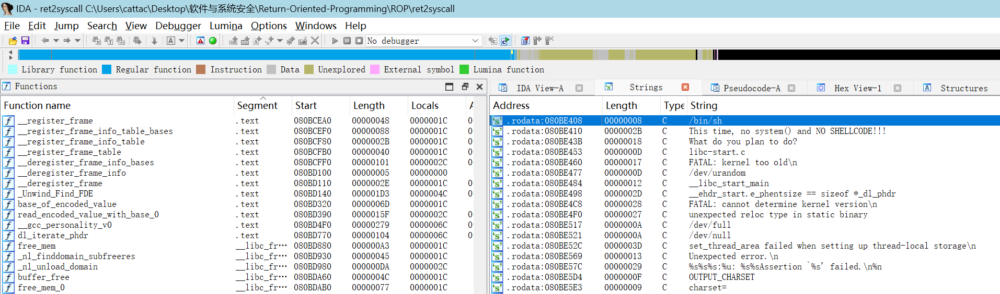 IDA - ret2syscall C:\Users\cattac\Desktop\软件与系统安全\Return-Oriented-Programming\ROP\ret2syscall
File Edit Jump Search View Debugger Lumina Options Windows Help
No debugger
Library function Regular function Instruction Data Unexplored External symbol Lumina function
Functions
Function name Segment Start Length Locals
__register_frame .text 080BCEA0 00000048 0000001C 0
__register_frame_info_table_bases .text 080BCEF0 00000088 0000001C 0
__register_frame_info_table .text 080BCF80 0000002B 0000001C 0
__register_frame_table .text 080BCFB0 00000040 0000001C 0
__deregister_frame_info_bases .text 080BCFF0 00000101 0000002C 0
__deregister_frame_info .text 080BD100 00000005 00000000
__deregister_frame .text 080BD110 0000002E 0000001C 0
_Unwind_Find_FDE .text 080BD140 000001D3 0000004C 0
base_of_encoded_value .text 080BD320 0000006D 0000001C
read_encoded_value_with_base_0 .text 080BD390 0000015F 0000002C 0
__gcc_personality_v0 .text 080BD4F0 00000279 0000006C 0
dl_iterate_phdr .text 080BD770 00000104 0000006C 0
free_mem __libc_fr… 080BD880 000000A3 0000001C
_nl_finddomain_subfreeres __libc_fr… 080BD930 00000045 0000001C
_nl_unload_domain __libc_fr… 080BD980 000000DA 0000002C
buffer_free __libc_fr… 080BDA60 0000004C 0000001C
free_mem_0 __libc_fr… 080BDAB0 00000077 0000001C
IDA View-A Strings Pseudocode-A Hex View-1 Structures
Address Length Type String
.rodata:080BE408 00000008 C /bin/sh
.rodata:080BE410 0000002B C This time, no system() and NO SHELLCODE!!!
.rodata:080BE43B 00000018 C What do you plan to do?
.rodata:080BE453 0000000D C libc-start.c
.rodata:080BE460 00000017 C FATAL: kernel too old\n
.rodata:080BE477 0000000D C /dev/urandom
.rodata:080BE484 00000012 C __libc_start_main
.rodata:080BE498 0000002D C __ehdr_start.e_phentsize == sizeof *_dl_phdr
.rodata:080BE4C8 00000028 C FATAL: cannot determine kernel version\n
.rodata:080BE4F0 00000027 C unexpected reloc type in static binary
.rodata:080BE517 0000000A C /dev/full
.rodata:080BE521 0000000A C /dev/null
.rodata:080BE52C 0000003D C set_thread_area failed when setting up thread-local storage\n
.rodata:080BE569 00000013 C Unexpected error.\n
.rodata:080BE57C 00000029 C %s%s%s:%u: %s%sAssertion `%s' failed.\n%n
.rodata:080BE5D4 0000000F C OUTPUT_CHARSET
.rodata:080BE5E3 00000009 C charset=